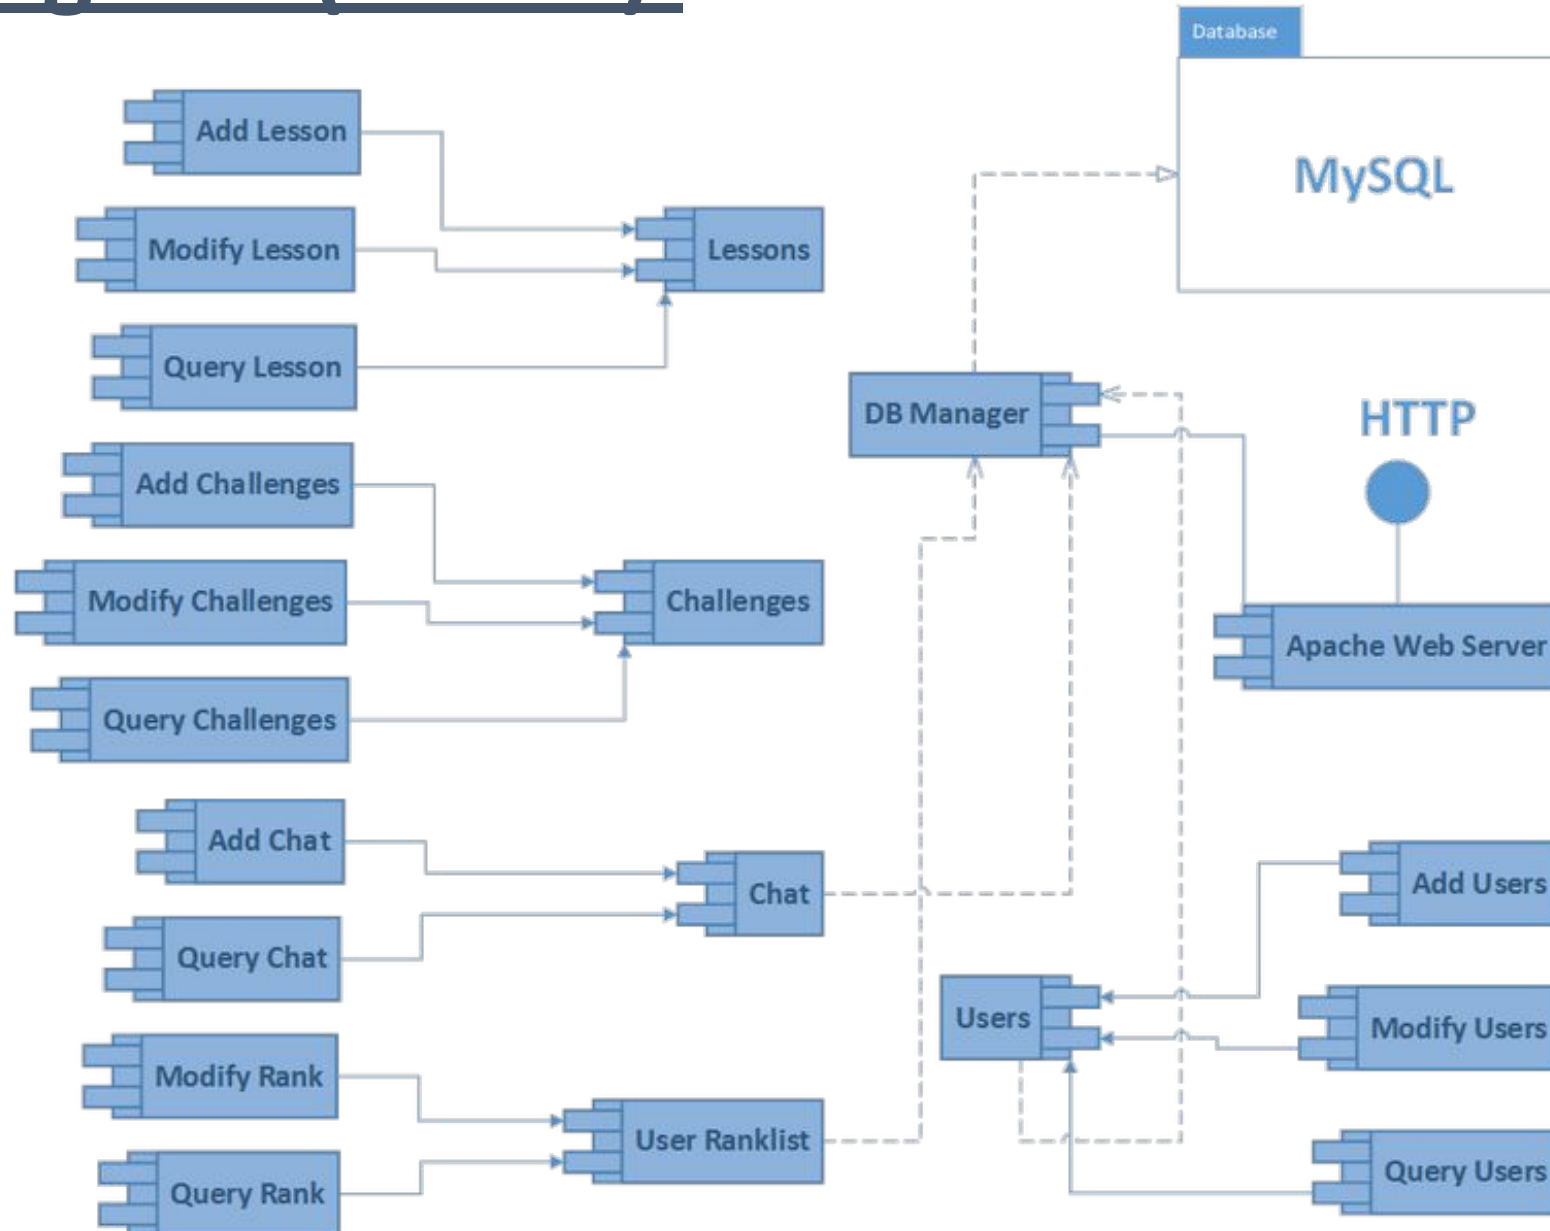 Database
MySQL
Add Lesson
Modify Lesson
Lessons
Query Lesson
DB Manager
HTTP
Add Challenges
Modify Challenges
Challenges
Apache Web Server
Query Challenges
Add Chat
Chat
Add Users
Query Chat
Users
Modify Users
Modify Rank
User Ranklist
Query Users
Query Rank